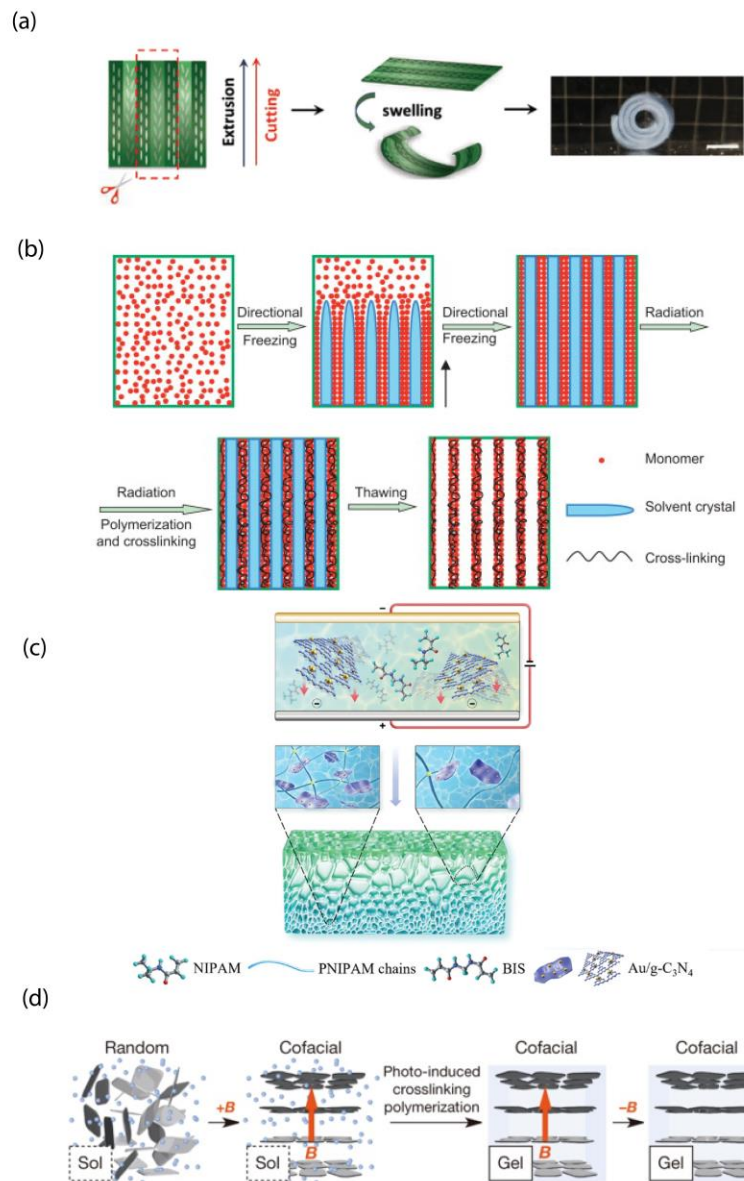 (a)
Extrusion
Cutting
swelling
(b)
Directional
Freezing
Directional
Freezing
Radiation
Radiation
Polymerization
and crosslinking
Thawing
Monomer
Solvent crystal
Cross-linking
(c)
−
+
NIPAM
PNIPAM chains
BIS
Au/g-C₃N₄
(d)
Random
Sol
+B
Cofacial
B
Sol
Photo-induced
crosslinking
polymerization
Cofacial
B
Gel
−B
Cofacial
Gel